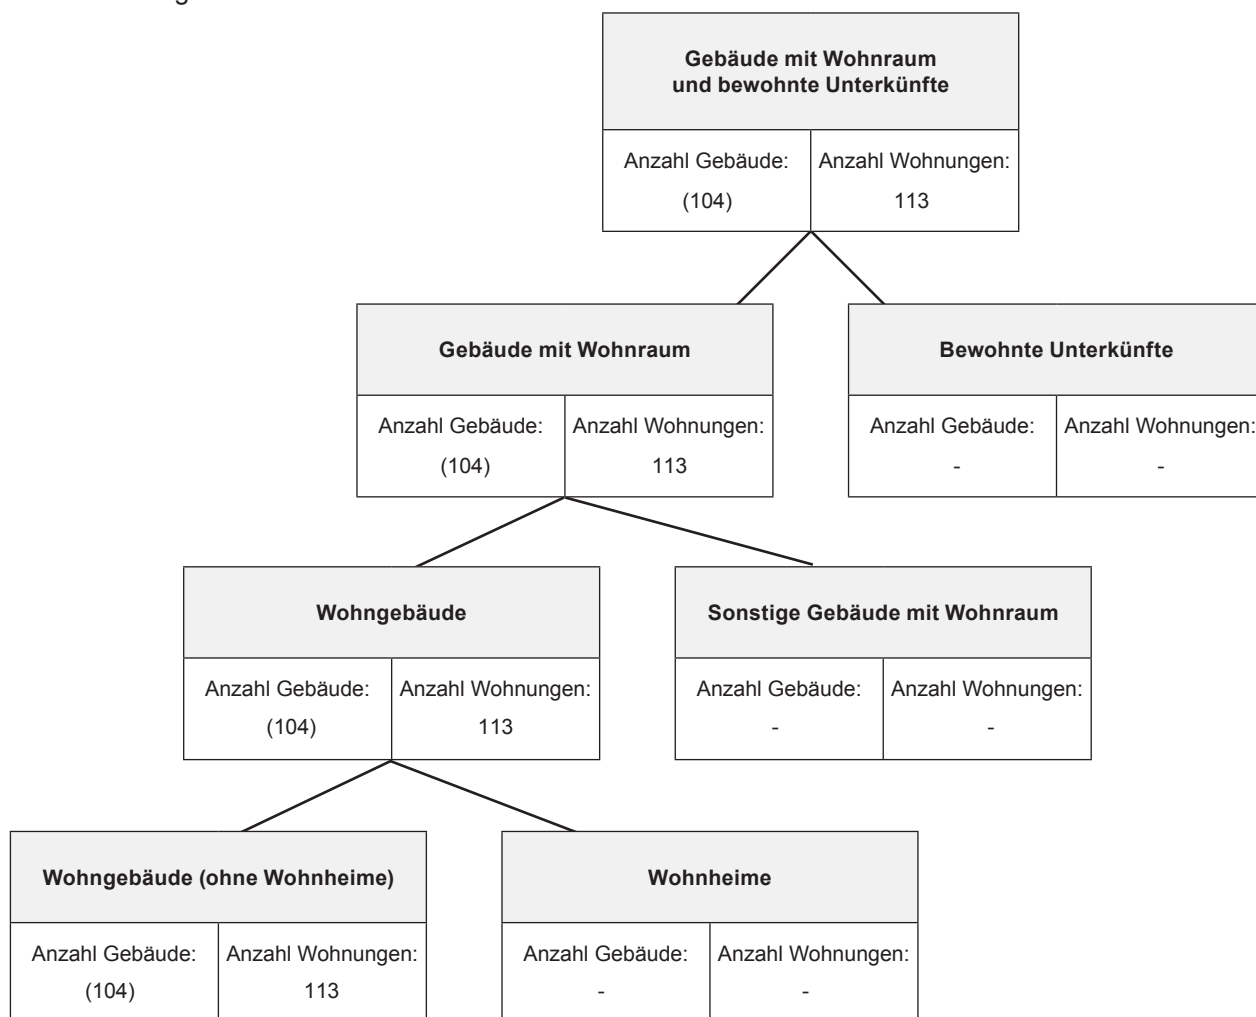 Gebäude mit Wohnraum
und bewohnte Unterkünfte
Anzahl Gebäude: Anzahl Wohnungen:
(104) 113
Gebäude mit Wohnraum Bewohnte Unterkünfte
Anzahl Gebäude: Anzahl Wohnungen: Anzahl Gebäude: Anzahl Wohnungen:
(104) 113 - -
Wohngebäude Sonstige Gebäude mit Wohnraum
Anzahl Gebäude: Anzahl Wohnungen: Anzahl Gebäude: Anzahl Wohnungen:
(104) 113 - -
Wohngebäude (ohne Wohnheime) Wohnheime
Anzahl Gebäude: Anzahl Wohnungen: Anzahl Gebäude: Anzahl Wohnungen:
(104) 113 - -